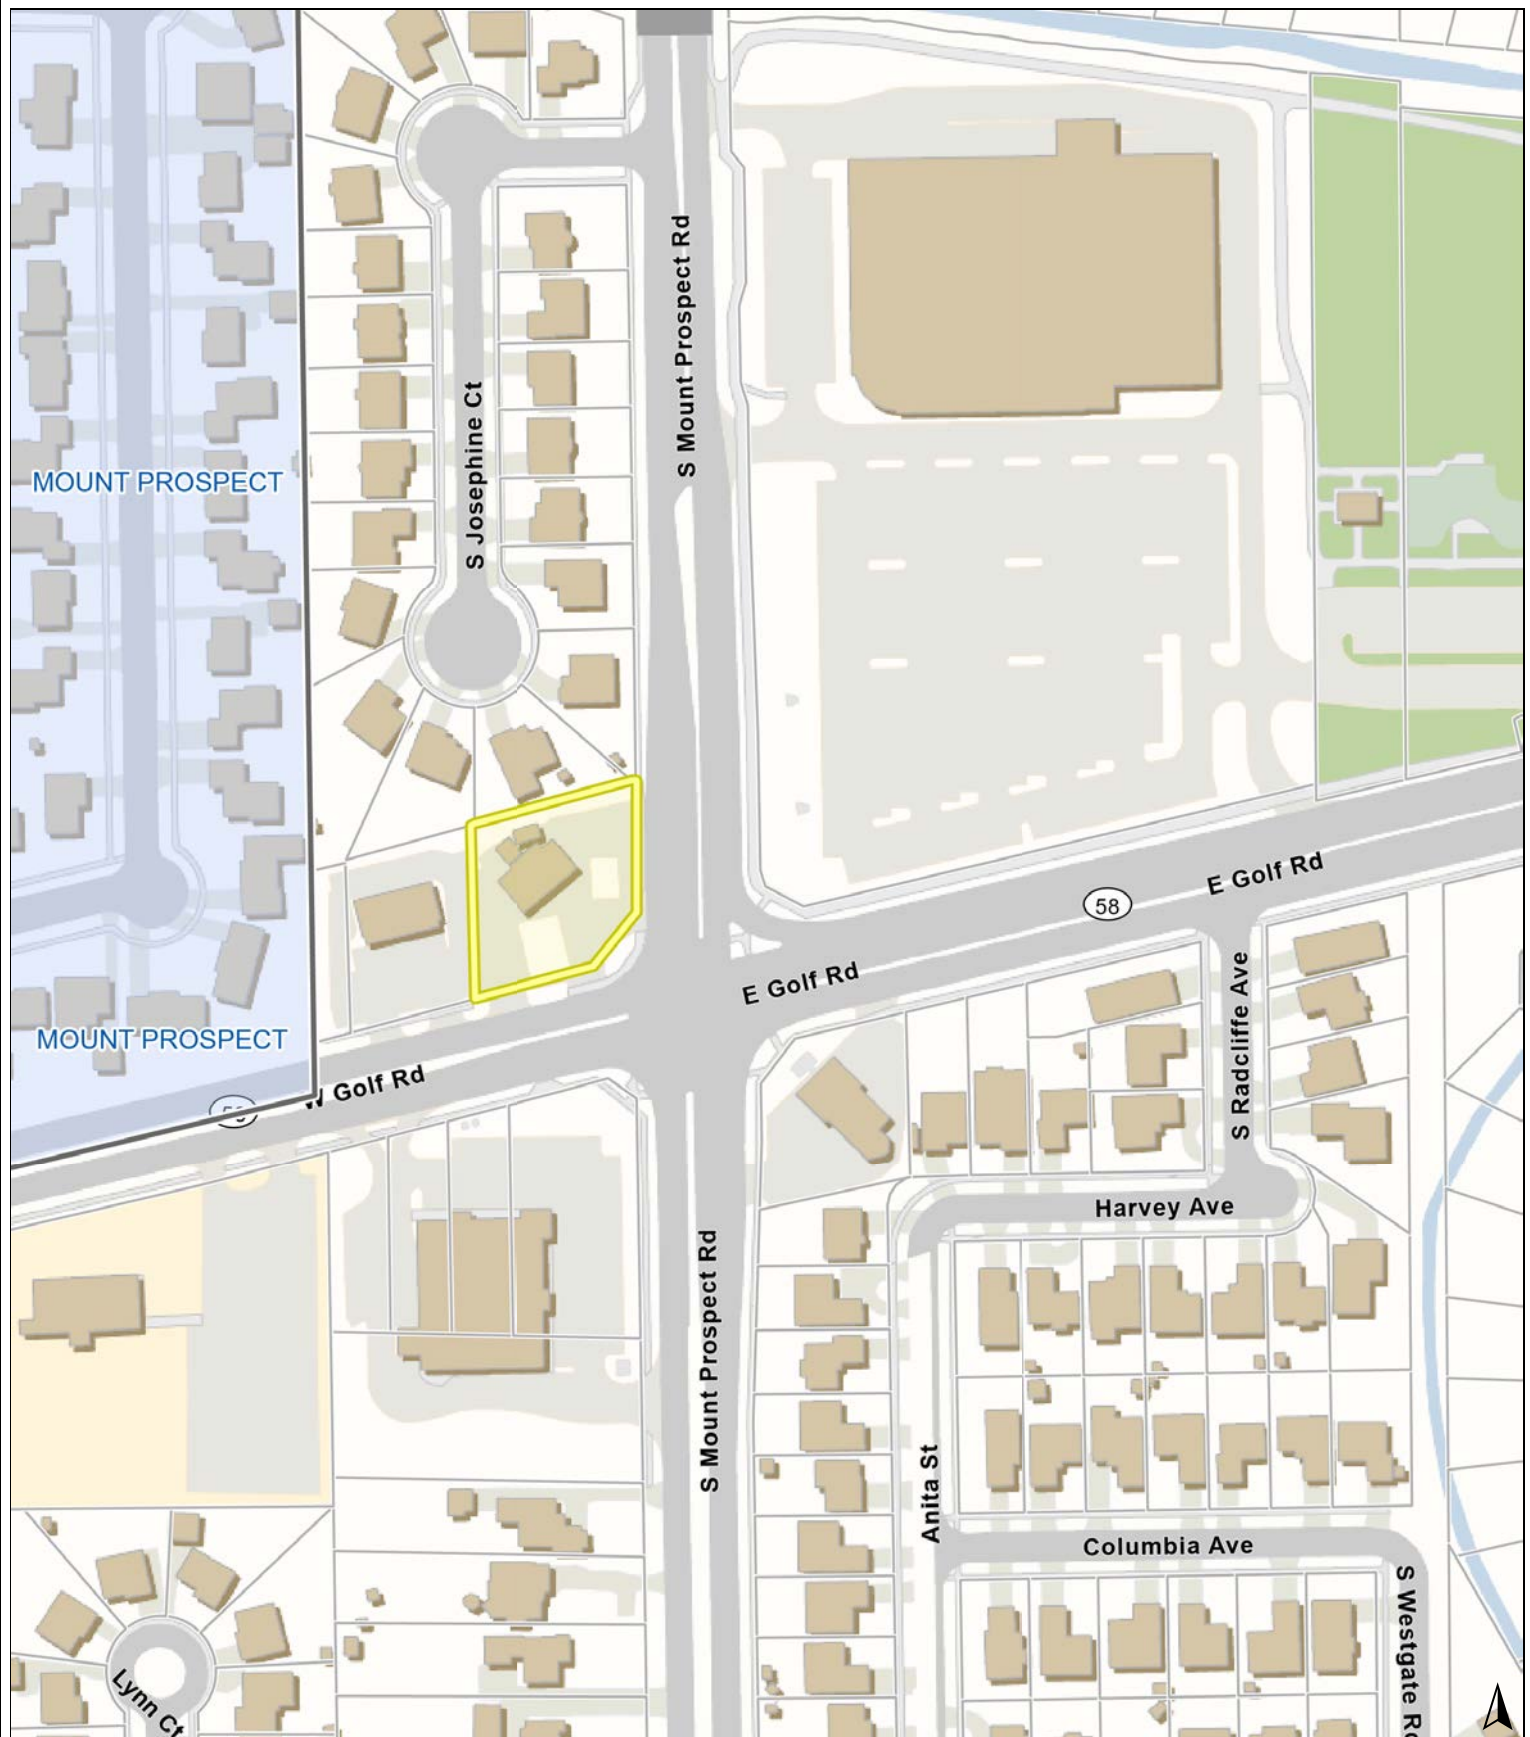 S Mount Prospect Rd
S Josephine Ct
MOUNT PROSPECT
E Golf Rd
58
E Golf Rd
S Radcliffe Ave
MOUNT PROSPECT
W Golf Rd
Harvey Ave
S Mount Prospect Rd
Anita St
Columbia Ave
S Westgate
Lynn Ct